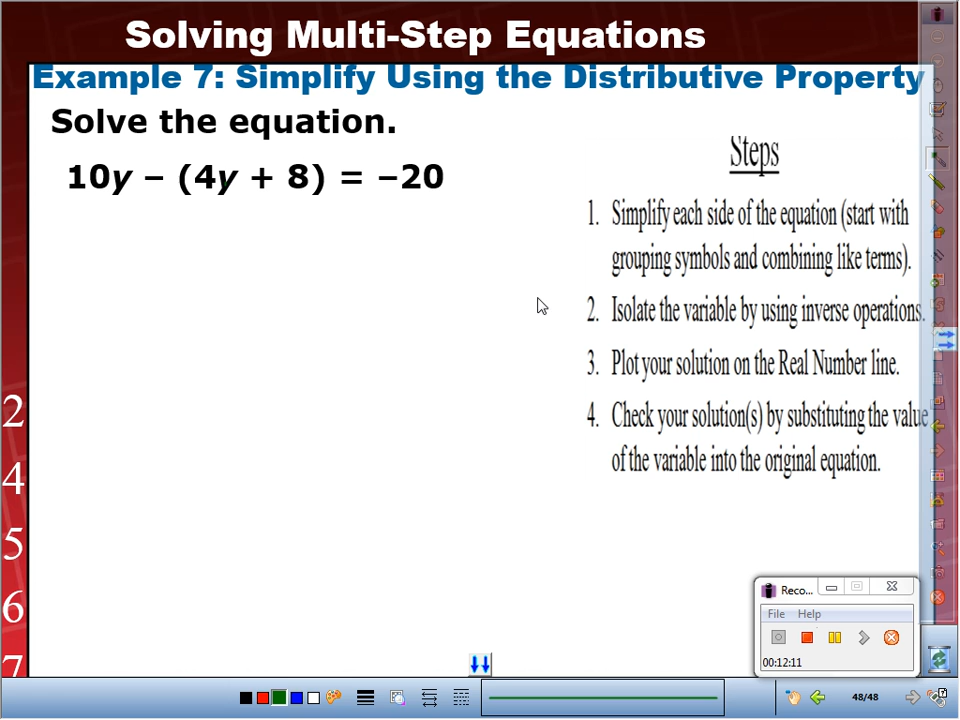 Solving Multi-Step Equations
Example 7: Simplify Using the Distributive Property
Solve the equation.
10y – (4y + 8) = –20
Steps
1. Simplify each side of the equation (start with
grouping symbols and combining like terms).
2. Isolate the variable by using inverse operations.
3. Plot your solution on the Real Number line.
4. Check your solution(s) by substituting the value
of the variable into the original equation.
2
4
5
6
7
Reco...
File Help
00:12:11
48/48